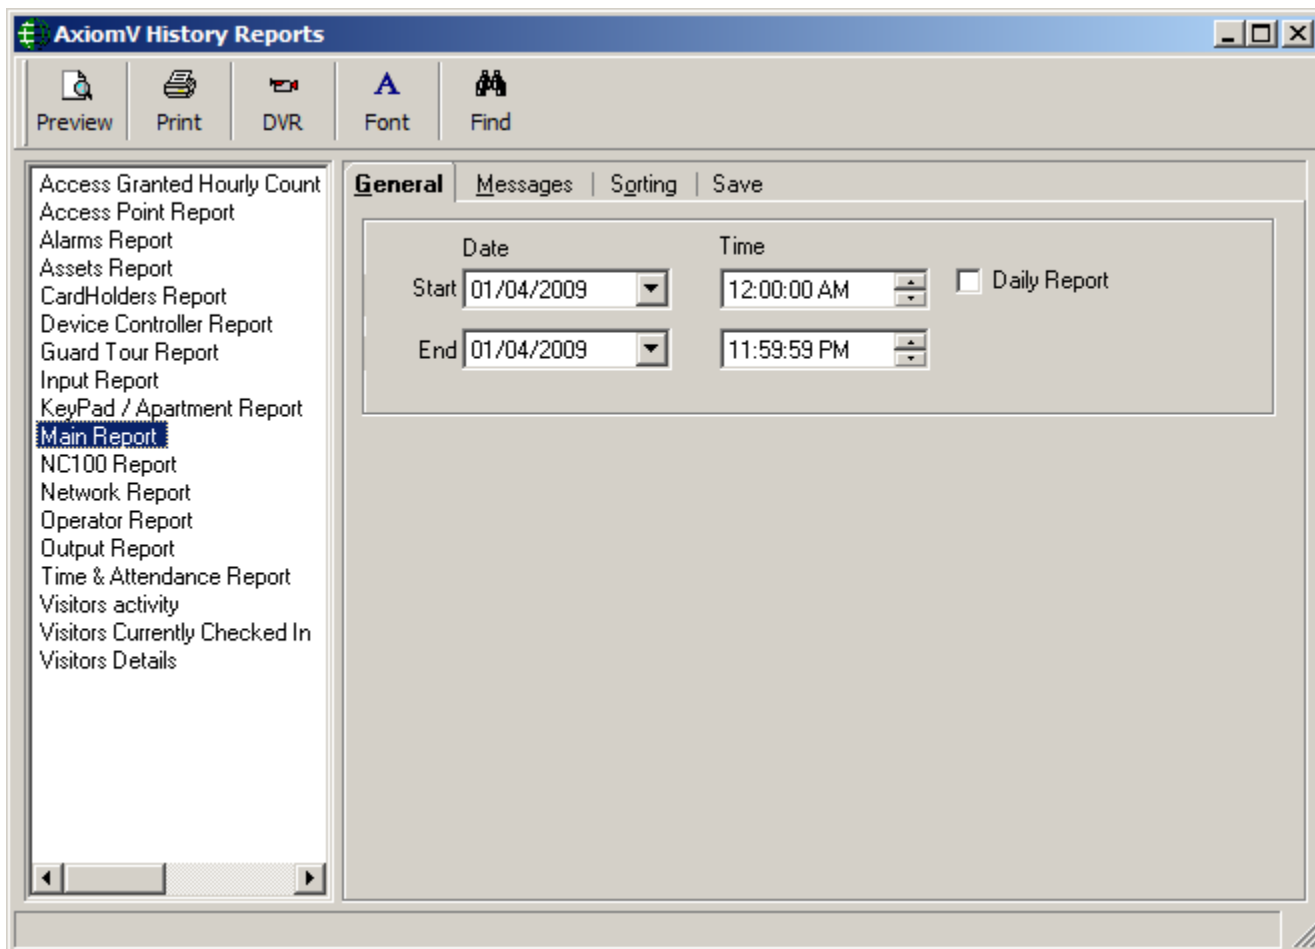 AxiomV History Reports
Preview Print DVR Font Find
Access Granted Hourly Count
Access Point Report
Alarms Report
Assets Report
CardHolders Report
Device Controller Report
Guard Tour Report
Input Report
KeyPad / Apartment Report
Main Report
NC100 Report
Network Report
Operator Report
Output Report
Time & Attendance Report
Visitors activity
Visitors Currently Checked In
Visitors Details
General Messages Sorting Save
Date Time
Start 01/04/2009 12:00:00 AM Daily Report
End 01/04/2009 11:59:59 PM